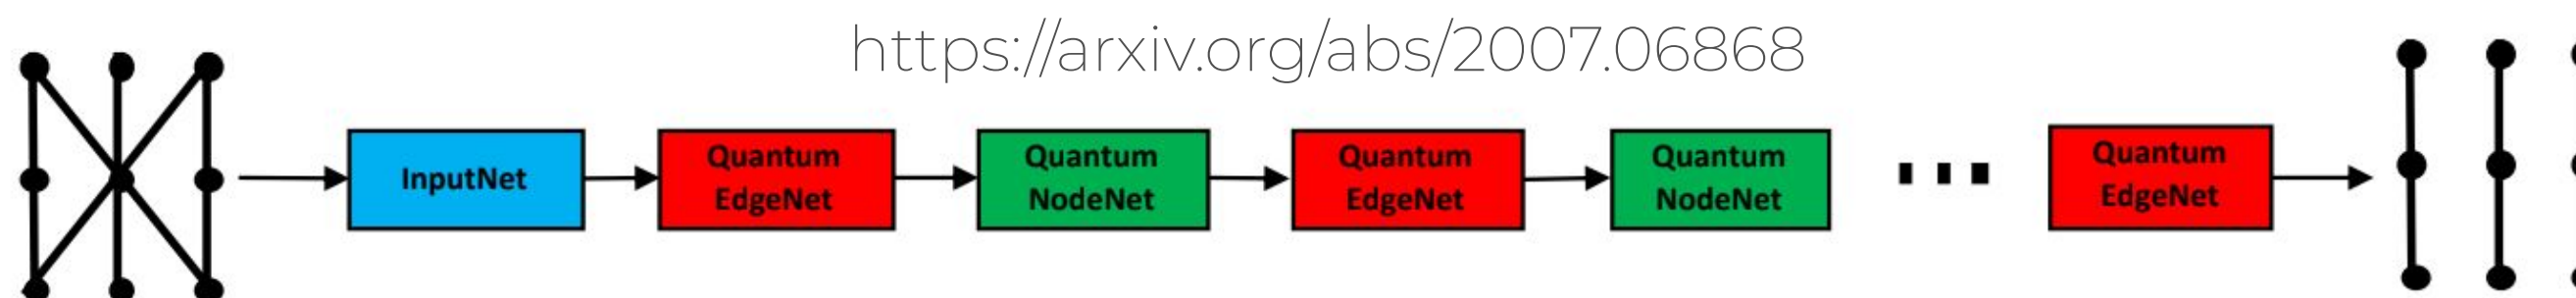 https://arxiv.org/abs/2007.06868
InputNet
Quantum
EdgeNet
Quantum
NodeNet
Quantum
EdgeNet
Quantum
NodeNet
...
Quantum
EdgeNet